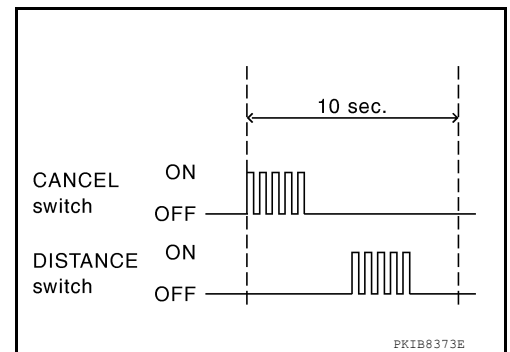 10 sec.
CANCEL
switch
ON
OFF
DISTANCE
switch
ON
OFF
PKIB8373E